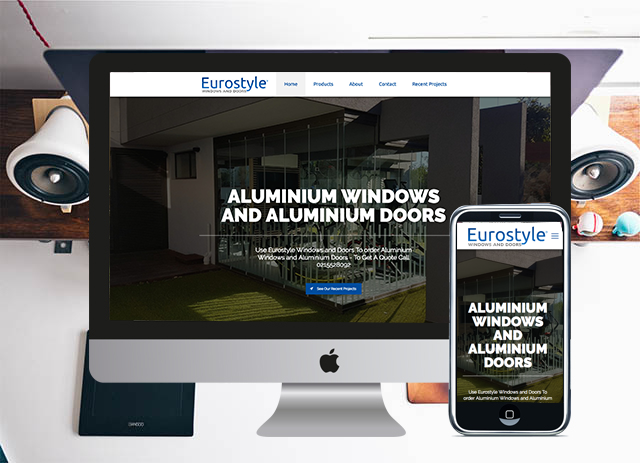 Eurostyle
WINDOWS AND DOORS
Home Products About Contact Recent Projects
ALUMINIUM WINDOWS
AND ALUMINIUM DOORS
Use Eurostyle Windows and Doors To order Aluminium
Windows and Aluminium Doors - To Get A Quote Call
0215528092
See Our Recent Projects
Eurostyle
WINDOWS AND DOORS
ALUMINIUM
WINDOWS
AND
ALUMINIUM
DOORS
Use Eurostyle Windows and Doors To
order Aluminium Windows and Aluminium